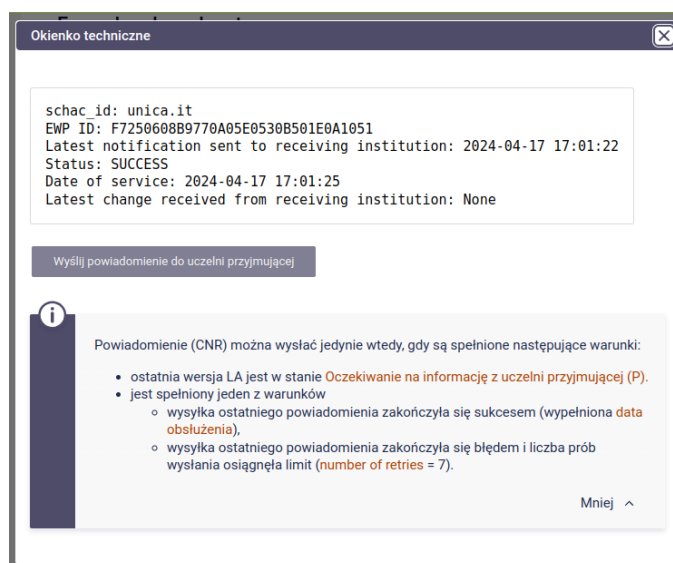 Okienko techniczne
schac_id: unica.it
EWP ID: F7250608B9770A05E0530B501E0A1051
Latest notification sent to receiving institution: 2024-04-17 17:01:22
Status: SUCCESS
Date of service: 2024-04-17 17:01:25
Latest change received from receiving institution: None
Wyślij powiadomienie do uczelni przyjmującej
Powiadomienie (CNR) można wysłać jedynie wtedy, gdy są spełnione następujące warunki:
• ostatnia wersja LA jest w stanie Oczekiwanie na informację z uczelni przyjmującej (P).
• jest spełniony jeden z warunków
◦ wysyłka ostatniego powiadomienia zakończyła się sukcesem (wypełniona data
obsłużenia),
◦ wysyłka ostatniego powiadomienia zakończyła się błędem i liczba prób
wysłania osiągnęła limit (number of retries = 7).
Mniej